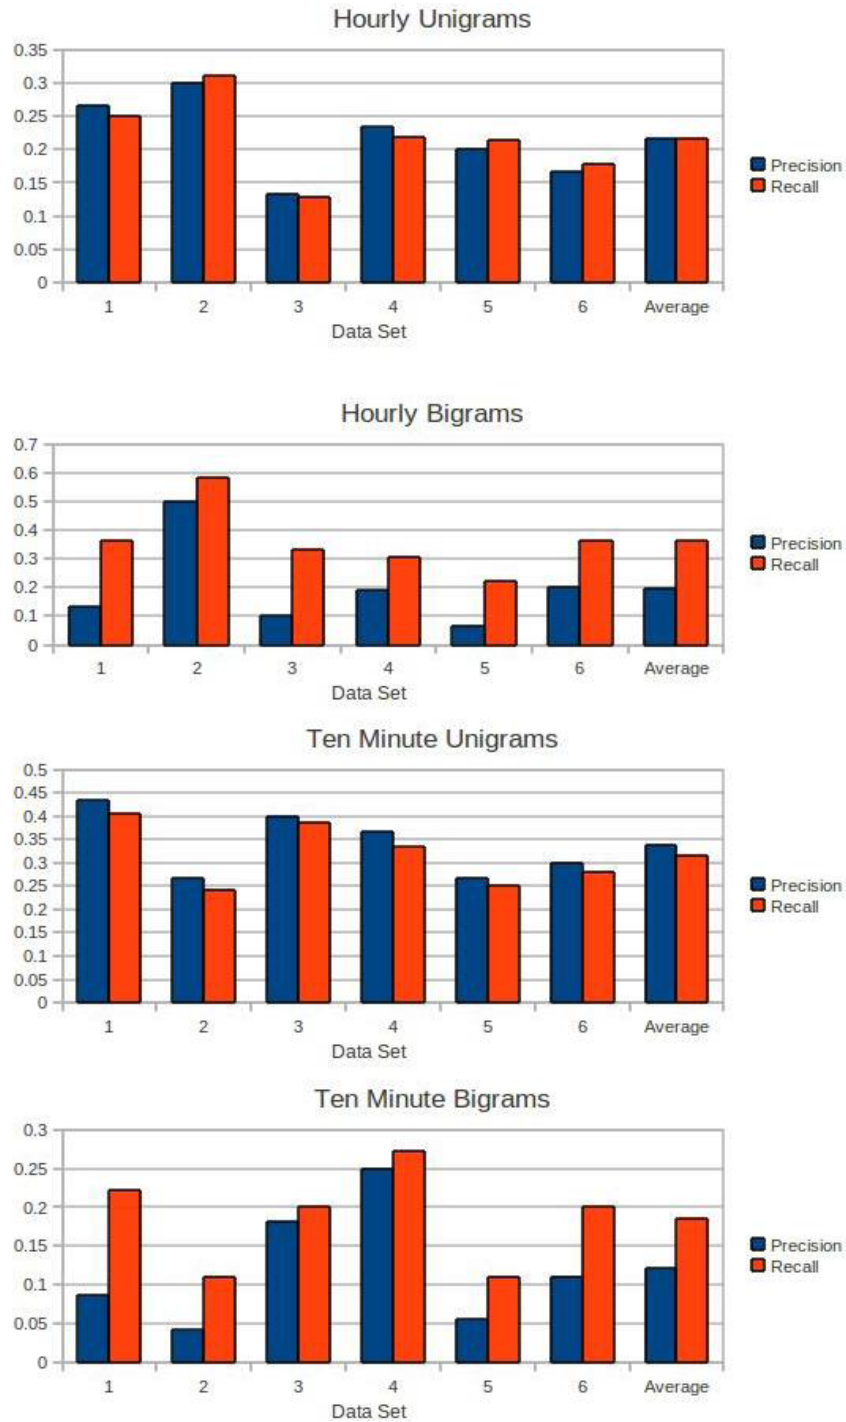 Hourly Unigrams
0.35
0.3
0.25
0.2
0.15
0.1
0.05
0
1 2 3 4 5 6 Average
Data Set
Precision
Recall
Hourly Bigrams
0.7
0.6
0.5
0.4
0.3
0.2
0.1
0
1 2 3 4 5 6 Average
Data Set
Precision
Recall
Ten Minute Unigrams
0.5
0.45
0.4
0.35
0.3
0.25
0.2
0.15
0.1
0.05
0
1 2 3 4 5 6 Average
Data Set
Precision
Recall
Ten Minute Bigrams
0.3
0.25
0.2
0.15
0.1
0.05
0
1 2 3 4 5 6 Average
Data Set
Precision
Recall